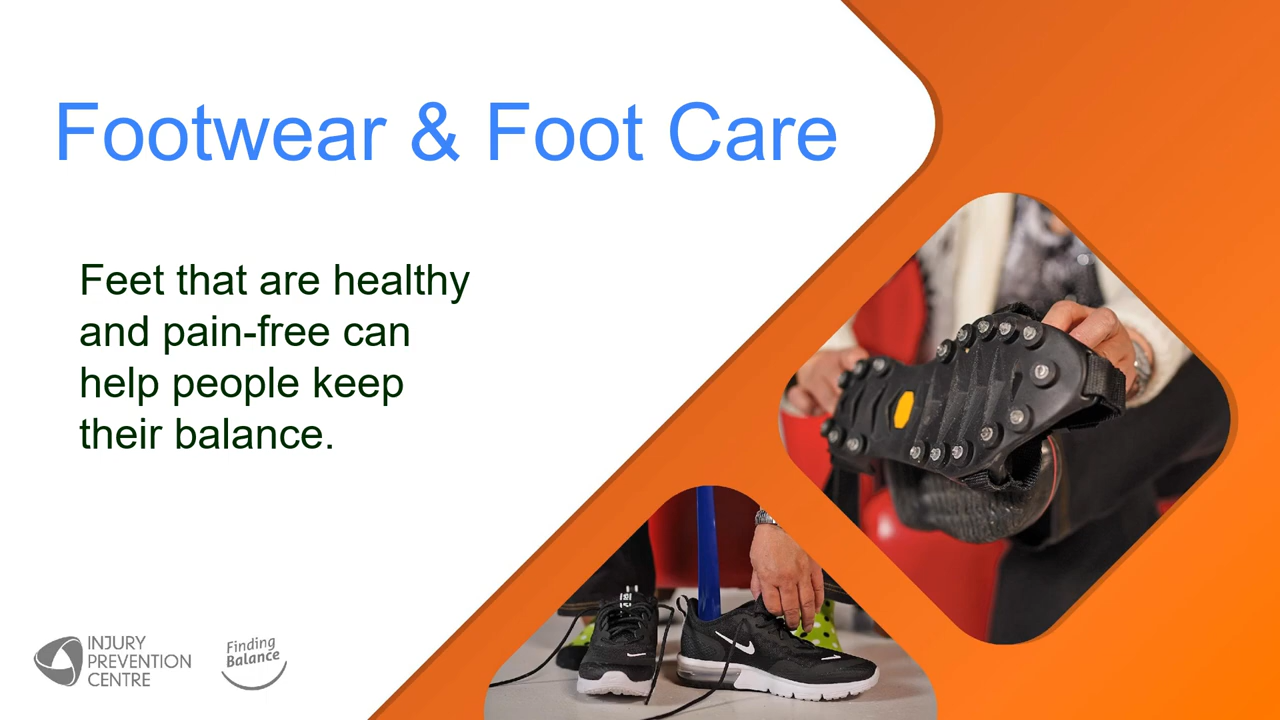 Footwear & Foot Care
Feet that are healthy
and pain-free can
help people keep
their balance.
INJURY
PREVENTION
CENTRE
Finding
Balance